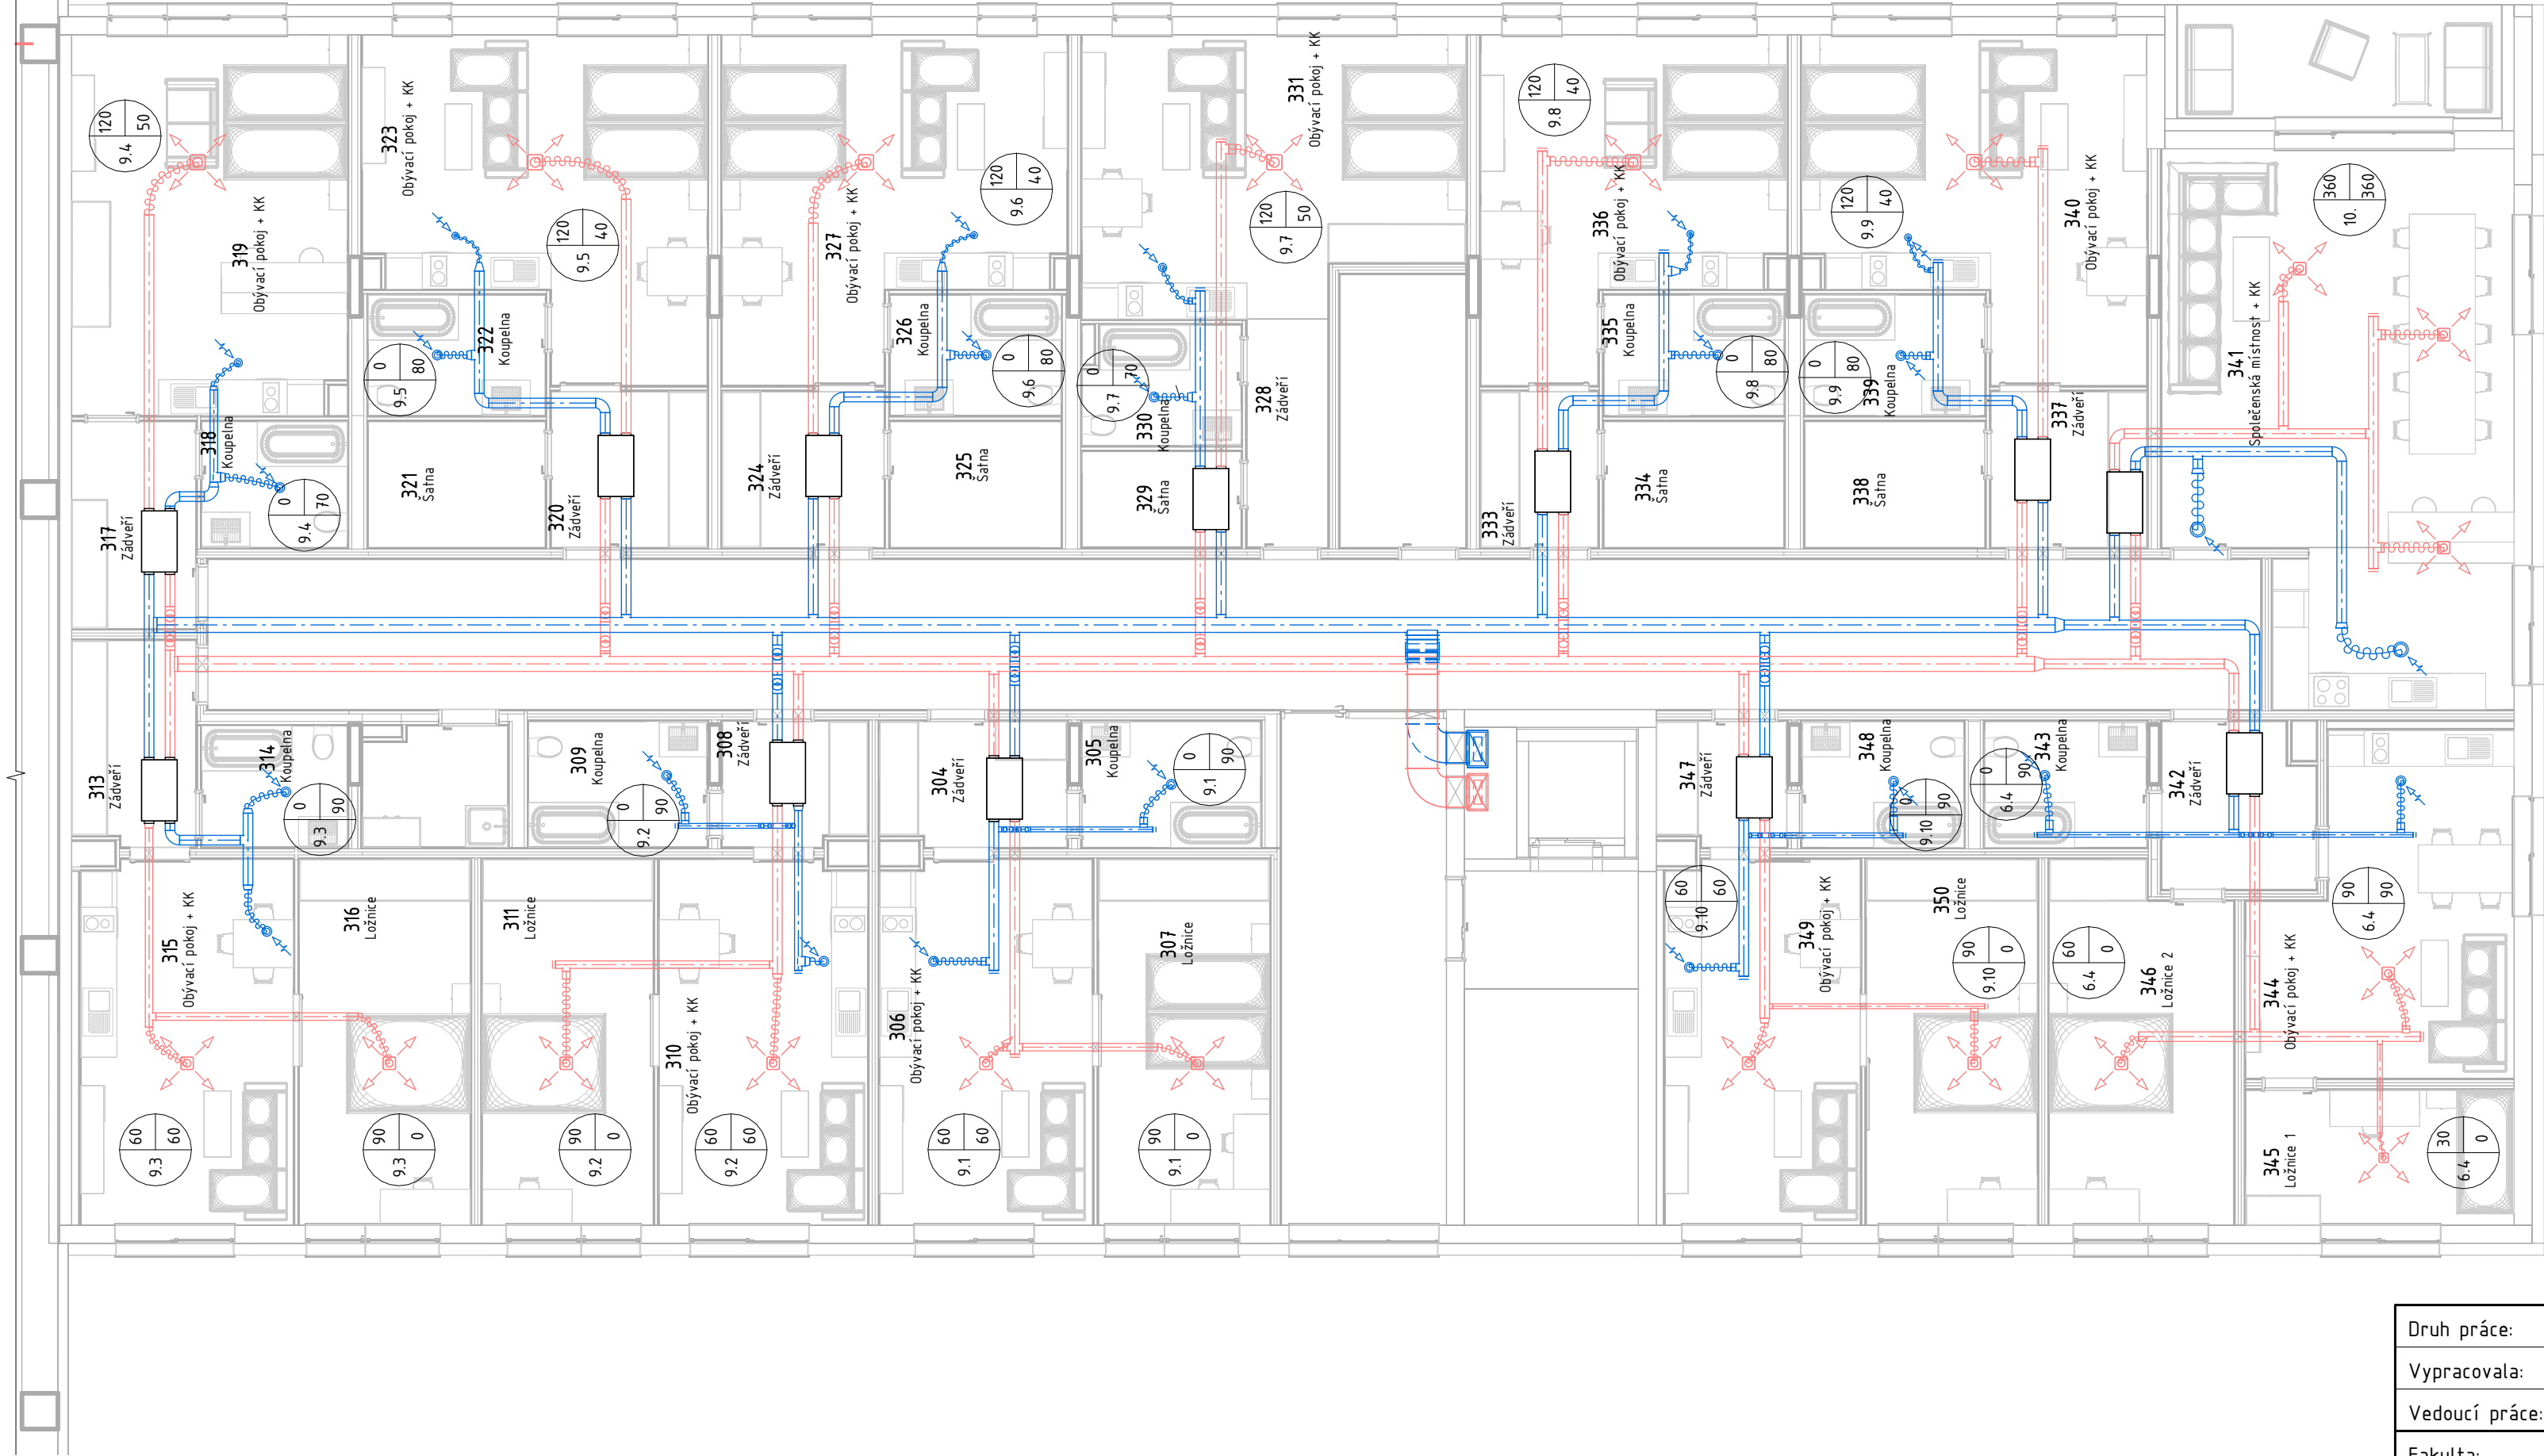 120
50
9.4
319
Obývací pokoj + KK
323
Obývací pokoj + KK
120
40
9.5
327
Obývací pokoj + KK
120
40
9.6
331
Obývací pokoj + KK
120
50
9.7
120
40
9.8
336
Obývací pokoj + KK
120
40
9.9
340
Obývací pokoj + KK
360
360
10.
341
Společenská místnost + KK
318
Koupelna
0
70
9.4
317
Zádveří
322
Koupelna
0
80
9.5
321
Šatna
320
Zádveří
326
Koupelna
0
80
9.6
324
Zádveří
325
Šatna
330
Koupelna
0
70
9.7
329
Šatna
328
Zádveří
335
Koupelna
0
80
9.8
333
Zádveří
334
Šatna
339
Koupelna
0
80
9.9
338
Šatna
337
Zádveří
313
Zádveří
314
Koupelna
0
90
9.3
309
Koupelna
0
90
9.2
308
Zádveří
304
Zádveří
305
Koupelna
0
90
9.1
347
Zádveří
348
Koupelna
0
90
9.10
343
Koupelna
0
90
6.4
342
Zádveří
315
Obývací pokoj + KK
316
Ložnice
311
Ložnice
310
Obývací pokoj + KK
306
Obývací pokoj + KK
307
Ložnice
60
60
9.10
349
Obývací pokoj + KK
350
Ložnice
90
0
9.10
60
0
6.4
346
Ložnice 2
344
Obývací pokoj + KK
90
90
6.4
60
60
9.3
90
0
9.3
90
0
9.2
60
60
9.2
60
60
9.1
90
0
9.1
345
Ložnice 1
30
0
6.4
Druh práce:
Vypracovala:
Vedoucí práce:
Fakulta: